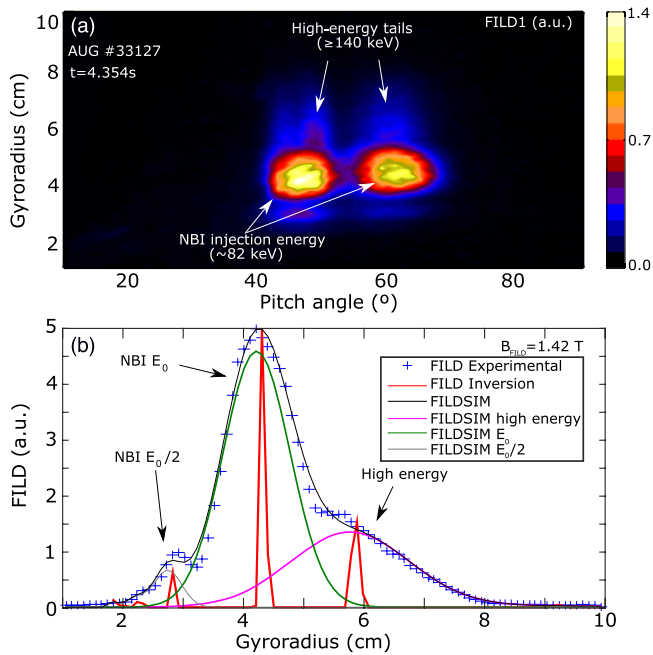 (a)
High-energy tails
(≥140 keV)
FILD1 (a.u.)
AUG #33127
t=4.354s
NBI injection energy
(~82 keV)
10
8
6
4
2
Gyroradius (cm)
20
40
60
80
Pitch angle (º)
1.4
0.7
0.0
(b)
B_FILD=1.42 T
NBI E₀
NBI E₀/2
High energy
FILD Experimental
FILD Inversion
FILDSIM
FILDSIM high energy
FILDSIM E₀
FILDSIM E₀/2
5
4
3
2
1
0
FILD (a.u.)
2
4
6
8
10
Gyroradius (cm)